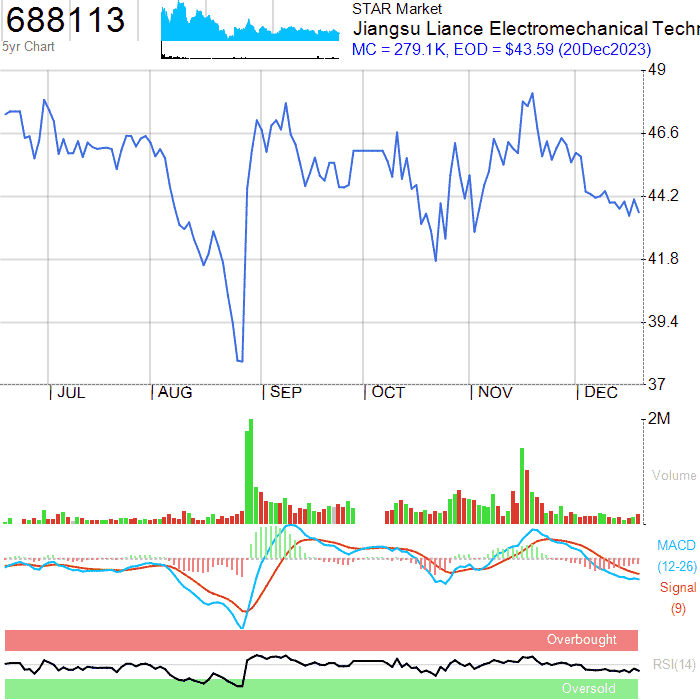 688113
5yr Chart
STAR Market
Jiangsu Liance Electromechanical Techn
MC = 279.1K, EOD = $43.59 (20Dec2023)
49
46.6
44.2
41.8
39.4
37
JUL AUG SEP OCT NOV DEC
2M
Volume
MACD
(12-26)
Signal
(9)
Overbought
RSI(14)
Oversold